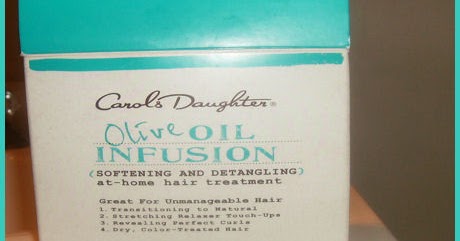 Carol's Daughter®
Olive OIL
INFUSION
(SOFTENING AND DETANGLING)
at-home hair treatment
Great For Unmanageable Hair
1. Transitioning to Natural
2. Stretching Relaxer Touch-Ups
3. Revealing Perfect Curls
4. Dry, Color-Treated Hair